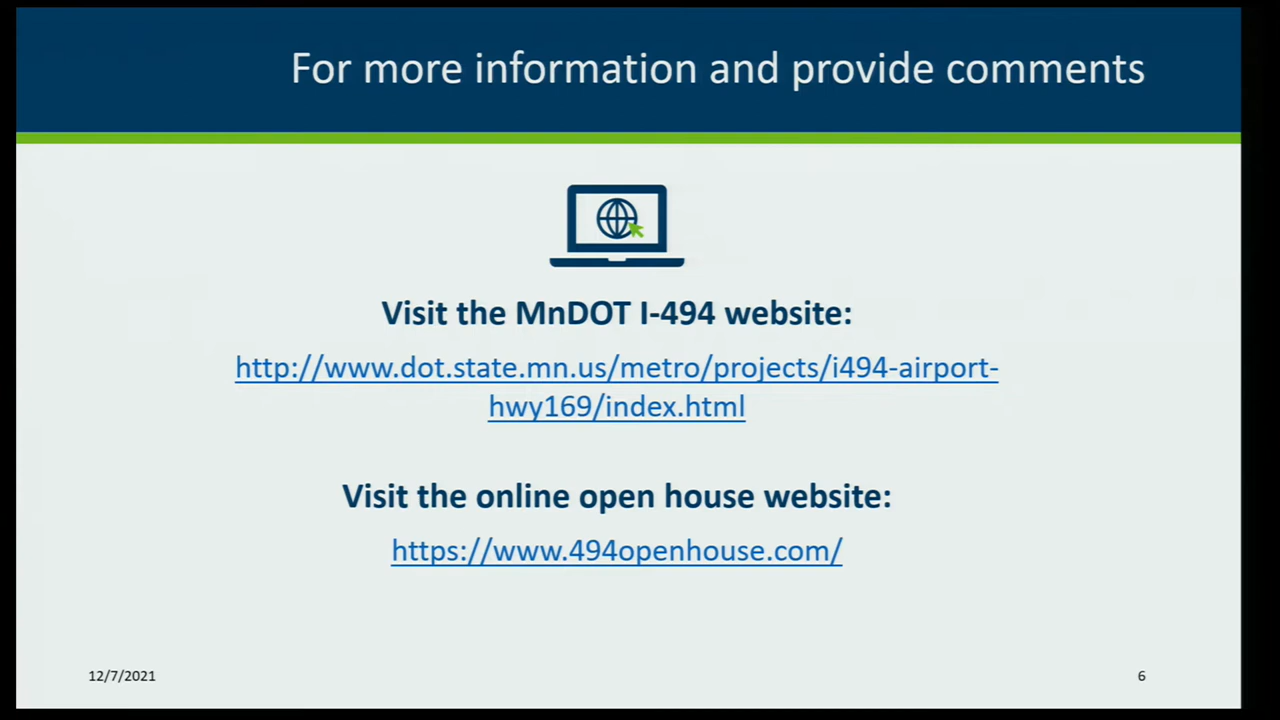 For more information and provide comments
Visit the MnDOT I-494 website:
http://www.dot.state.mn.us/metro/projects/i494-airport-
hwy169/index.html
Visit the online open house website:
https://www.494openhouse.com/
12/7/2021
6